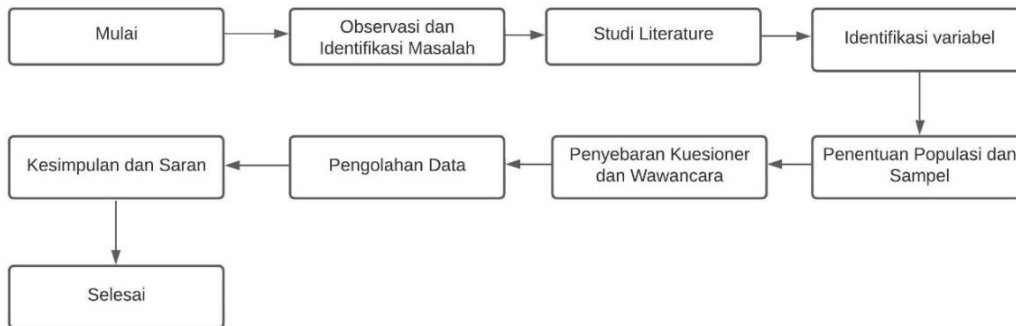 Mulai
Observasi dan
Identifikasi Masalah
Studi Literature
Identifikasi variabel
Penentuan Populasi dan
Sampel
Penyebaran Kuesioner
dan Wawancara
Pengolahan Data
Kesimpulan dan Saran
Selesai